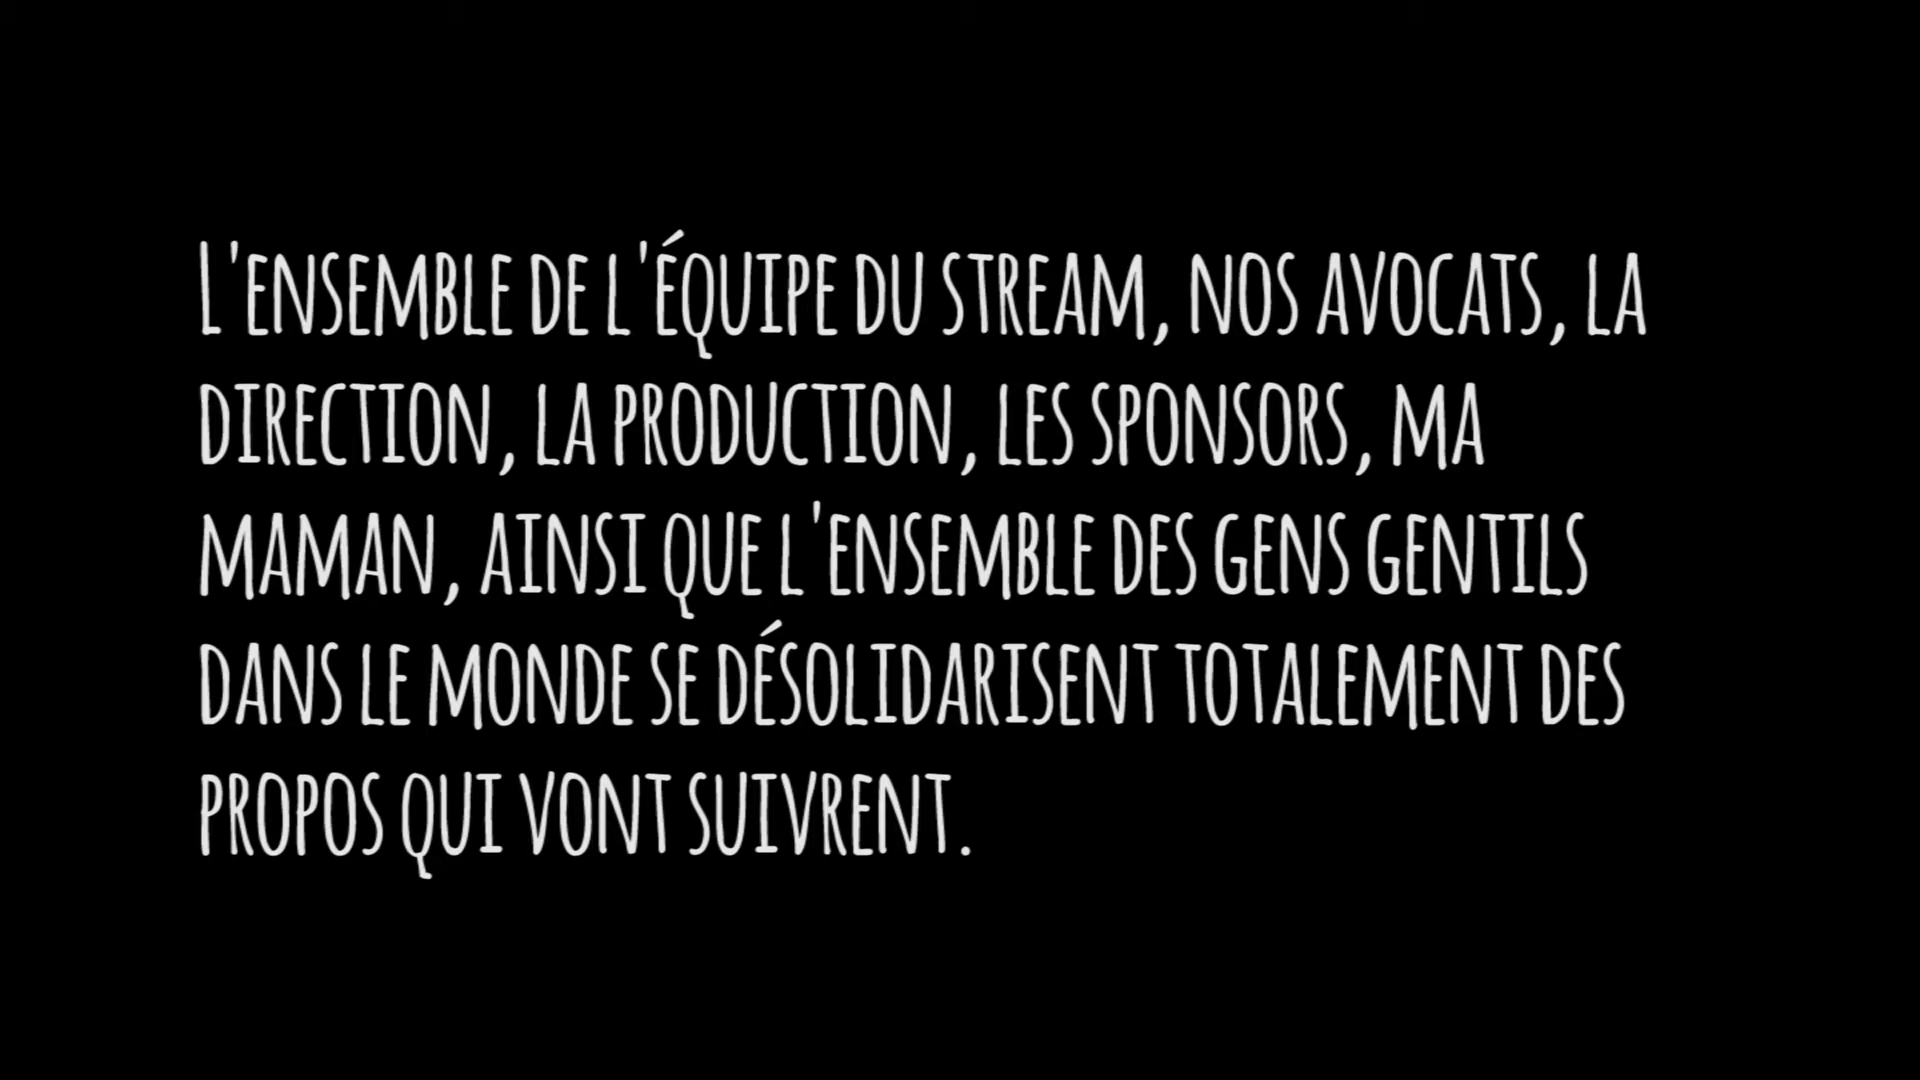 L'ENSEMBLE DE L'ÉQUIPE DU STREAM, NOS AVOCATS, LA
DIRECTION, LA PRODUCTION, LES SPONSORS, MA
MAMAN, AINSI QUE L'ENSEMBLE DES GENS GENTILS
DANS LE MONDE SE DÉSOLIDARISENT TOTALEMENT DES
PROPOS QUI VONT SUIVRENT.